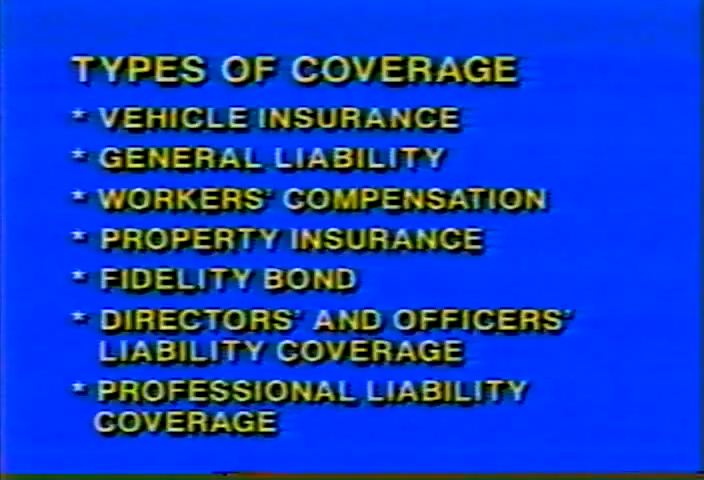 TYPES OF COVERAGE
* VEHICLE INSURANCE
* GENERAL LIABILITY
* WORKERS' COMPENSATION
* PROPERTY INSURANCE
* FIDELITY BOND
* DIRECTORS' AND OFFICERS'
LIABILITY COVERAGE
* PROFESSIONAL LIABILITY
COVERAGE